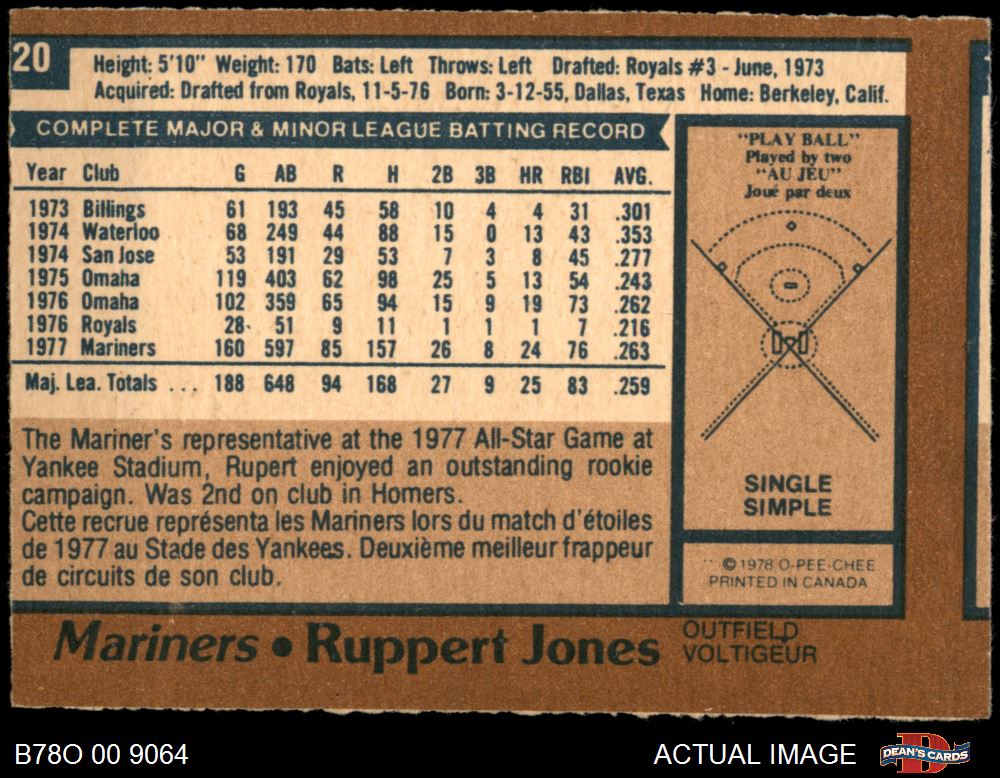 20
Height: 5'10" Weight: 170 Bats: Left Throws: Left Drafted: Royals #3 - June, 1973
Acquired: Drafted from Royals, 11-5-76 Born: 3-12-55, Dallas, Texas Home: Berkeley, Calif.
COMPLETE MAJOR & MINOR LEAGUE BATTING RECORD
Year Club G AB R H 2B 3B HR RBI AVG.
1973 Billings 61 193 45 58 10 4 4 31 .301
1974 Waterloo 68 249 44 88 15 0 13 43 .353
1974 San Jose 53 191 29 53 7 3 8 45 .277
1975 Omaha 119 403 62 98 25 5 13 54 .243
1976 Omaha 102 359 65 94 15 9 19 73 .262
1976 Royals 28 51 9 11 1 1 1 7 .216
1977 Mariners 160 597 85 157 26 8 24 76 .263
Maj. Lea. Totals ... 188 648 94 168 27 9 25 83 .259
The Mariner's representative at the 1977 All-Star Game at
Yankee Stadium, Rupert enjoyed an outstanding rookie
campaign. Was 2nd on club in Homers.
Cette recrue représenta les Mariners lors du match d'étoiles
de 1977 au Stade des Yankees. Deuxième meilleur frappeur
de circuits de son club.
"PLAY BALL"
Played by two
"AU JEU"
Joué par deux
SINGLE
SIMPLE
© 1978 O-PEE-CHEE
PRINTED IN CANADA
Mariners • Ruppert Jones
OUTFIELD
VOLTIGEUR
B78O 00 9064
ACTUAL IMAGE
DEAN'S CARDS